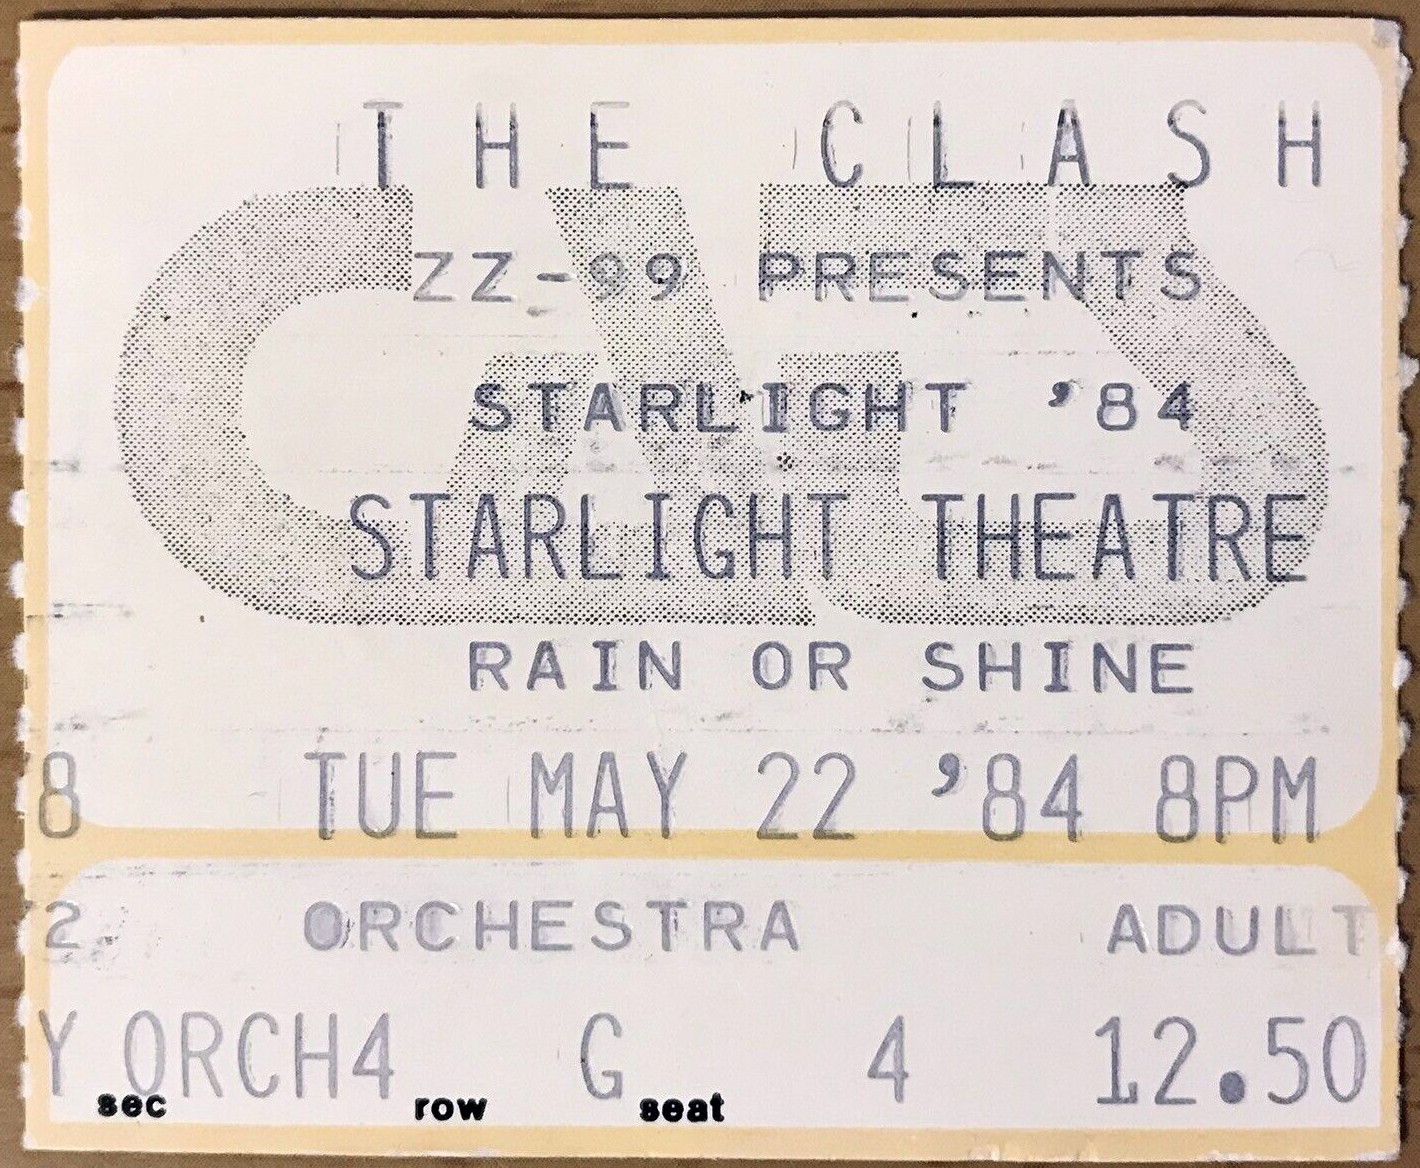 THE CLASH
ZZ-99 PRESENTS
STARLIGHT '84
STARLIGHT THEATRE
RAIN OR SHINE
8 TUE MAY 22 '84 8PM
2 ORCHESTRA ADULT
Y ORCH4 G 4 12.50
sec row seat
CATS